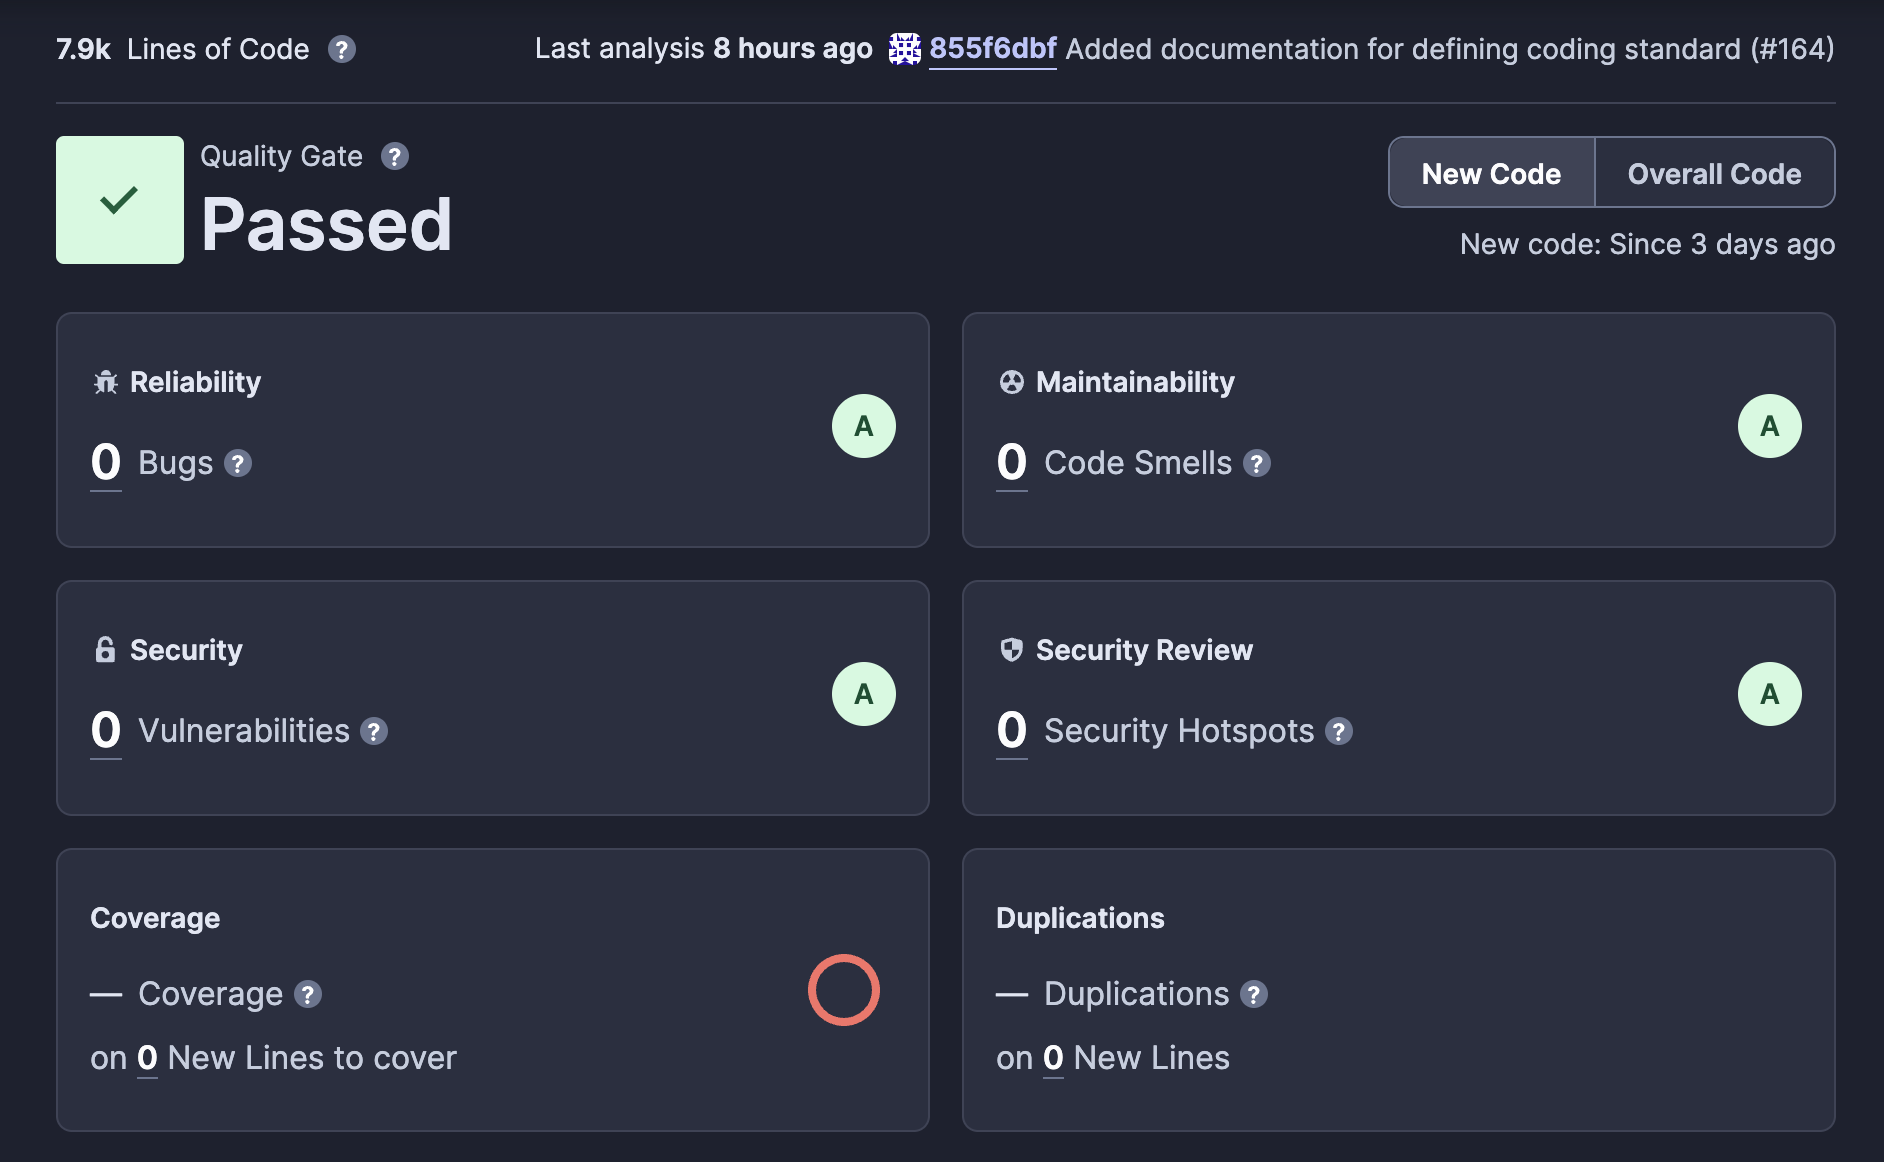 7.9k Lines of Code ?
Last analysis 8 hours ago 855f6dbf Added documentation for defining coding standard (#164)
Quality Gate ?
Passed
New Code Overall Code
New code: Since 3 days ago
Reliability
0 Bugs ?
A
Maintainability
0 Code Smells ?
A
Security
0 Vulnerabilities ?
A
Security Review
0 Security Hotspots ?
A
Coverage
— Coverage ?
on 0 New Lines to cover
Duplications
— Duplications ?
on 0 New Lines